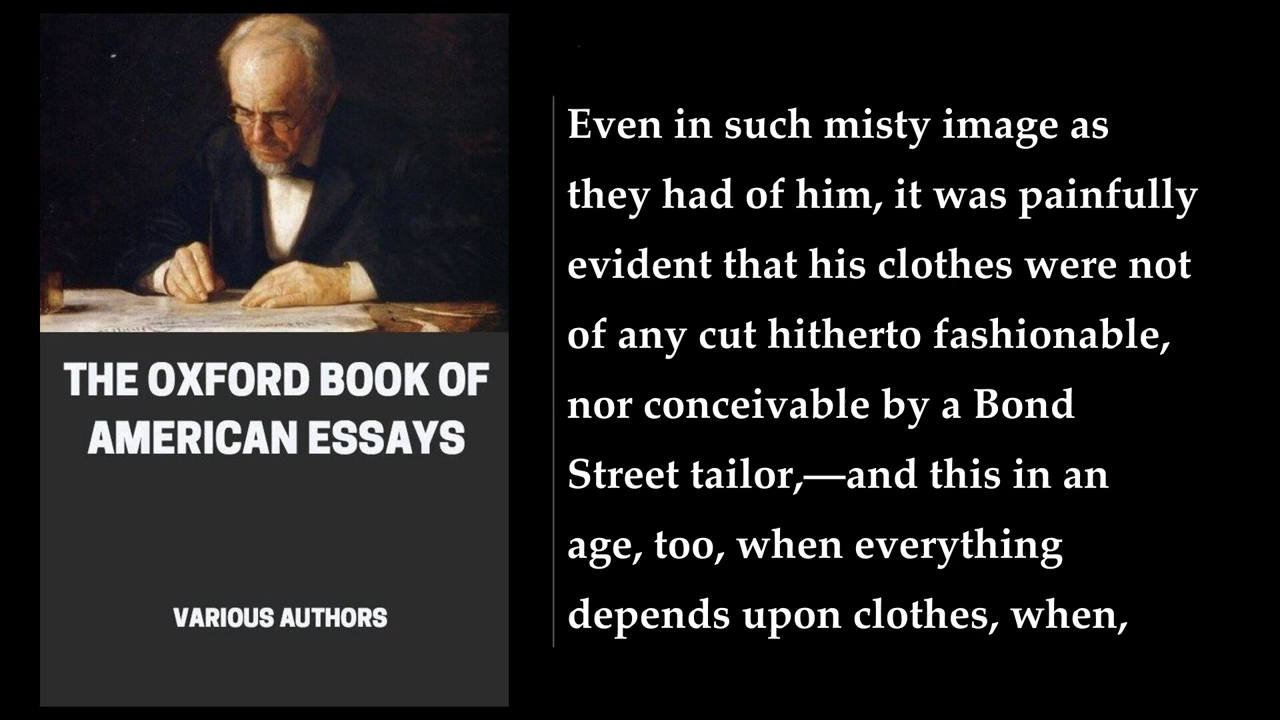 THE OXFORD BOOK OF
AMERICAN ESSAYS
VARIOUS AUTHORS
Even in such misty image as
they had of him, it was painfully
evident that his clothes were not
of any cut hitherto fashionable,
nor conceivable by a Bond
Street tailor,—and this in an
age, too, when everything
depends upon clothes, when,